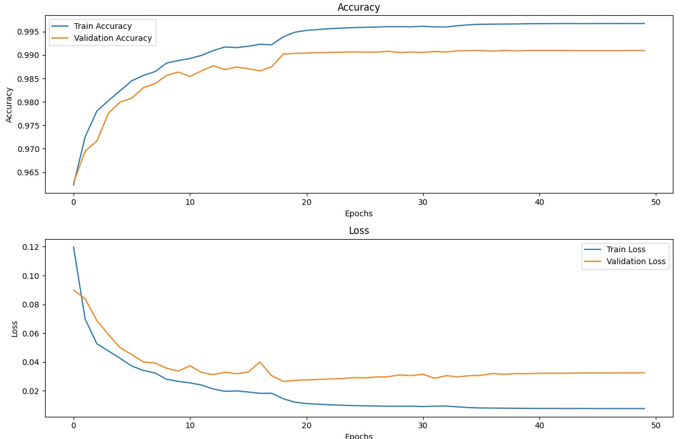 Accuracy
0.995
0.990
0.985
0.980
0.975
0.970
0.965
Accuracy
Train Accuracy
Validation Accuracy
0 10 20 30 40 50
Epochs
Loss
0.12
0.10
0.08
0.06
0.04
0.02
Loss
Train Loss
Validation Loss
0 10 20 30 40 50
Epochs